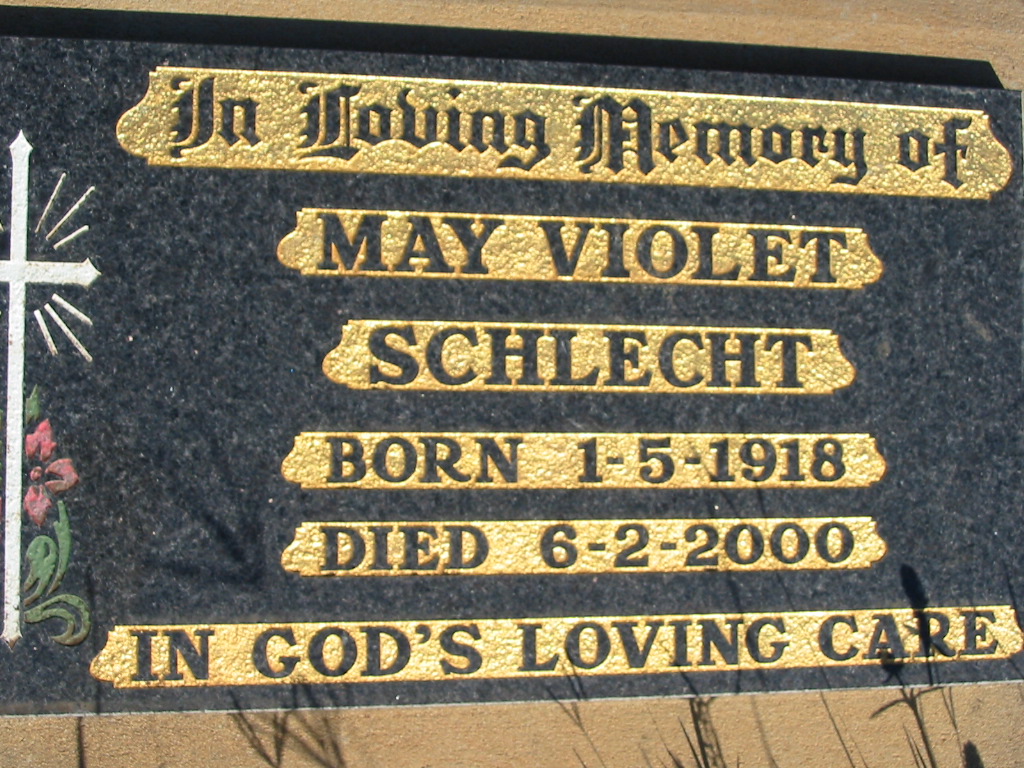 In Loving Memory of
MAY VIOLET
SCHLECHT
BORN 1-5-1918
DIED 6-2-2000
IN GOD'S LOVING CARE